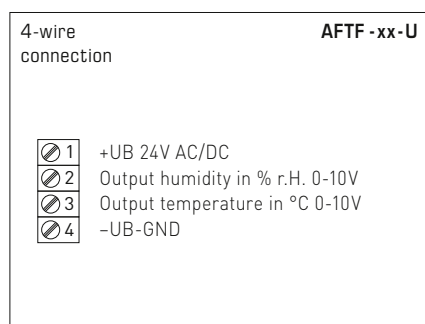 4-wire AFTF - xx - U
connection
1 +UB 24V AC/DC
2 Output humidity in % r.H. 0-10V
3 Output temperature in °C 0-10V
4 –UB-GND